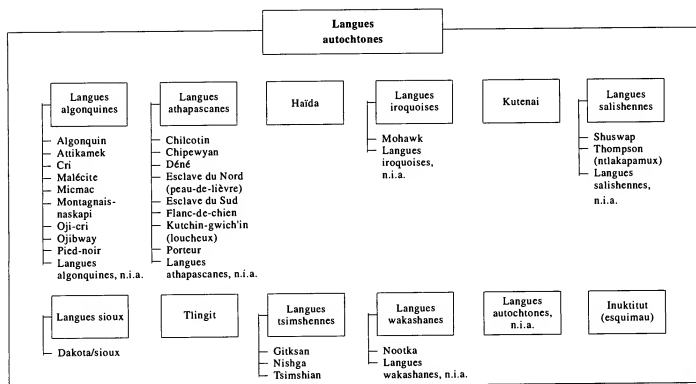 Langues
autochtones
Langues
algonquines
Algonquin
Attikamek
Cri
Malécite
Micmac
Montagnais-
naskapi
Oji-cri
Ojibway
Pied-noir
Langues
algonquines, n.i.a.
Langues
athapascanes
Chilcotin
Chipewyan
Déné
Esclave du Nord
(peau-de-lièvre)
Esclave du Sud
Flanc-de-chien
Kutchin-gwich'in
(loucheux)
Porteur
Langues
athapascanes, n.i.a.
Haïda
Langues
iroquoises
Mohawk
Langues
iroquoises,
n.i.a.
Kutenai
Langues
salishennes
Shuswap
Thompson
(ntlakapamux)
Langues
salishennes,
n.i.a.
Langues sioux
Dakota/sioux
Tlingit
Langues
tsimshennes
Gitksan
Nishga
Tsimshian
Langues
wakashanes
Nootka
Langues
wakashanes, n.i.a.
Langues
autochtones,
n.i.a.
Inuktitut
(esquimau)